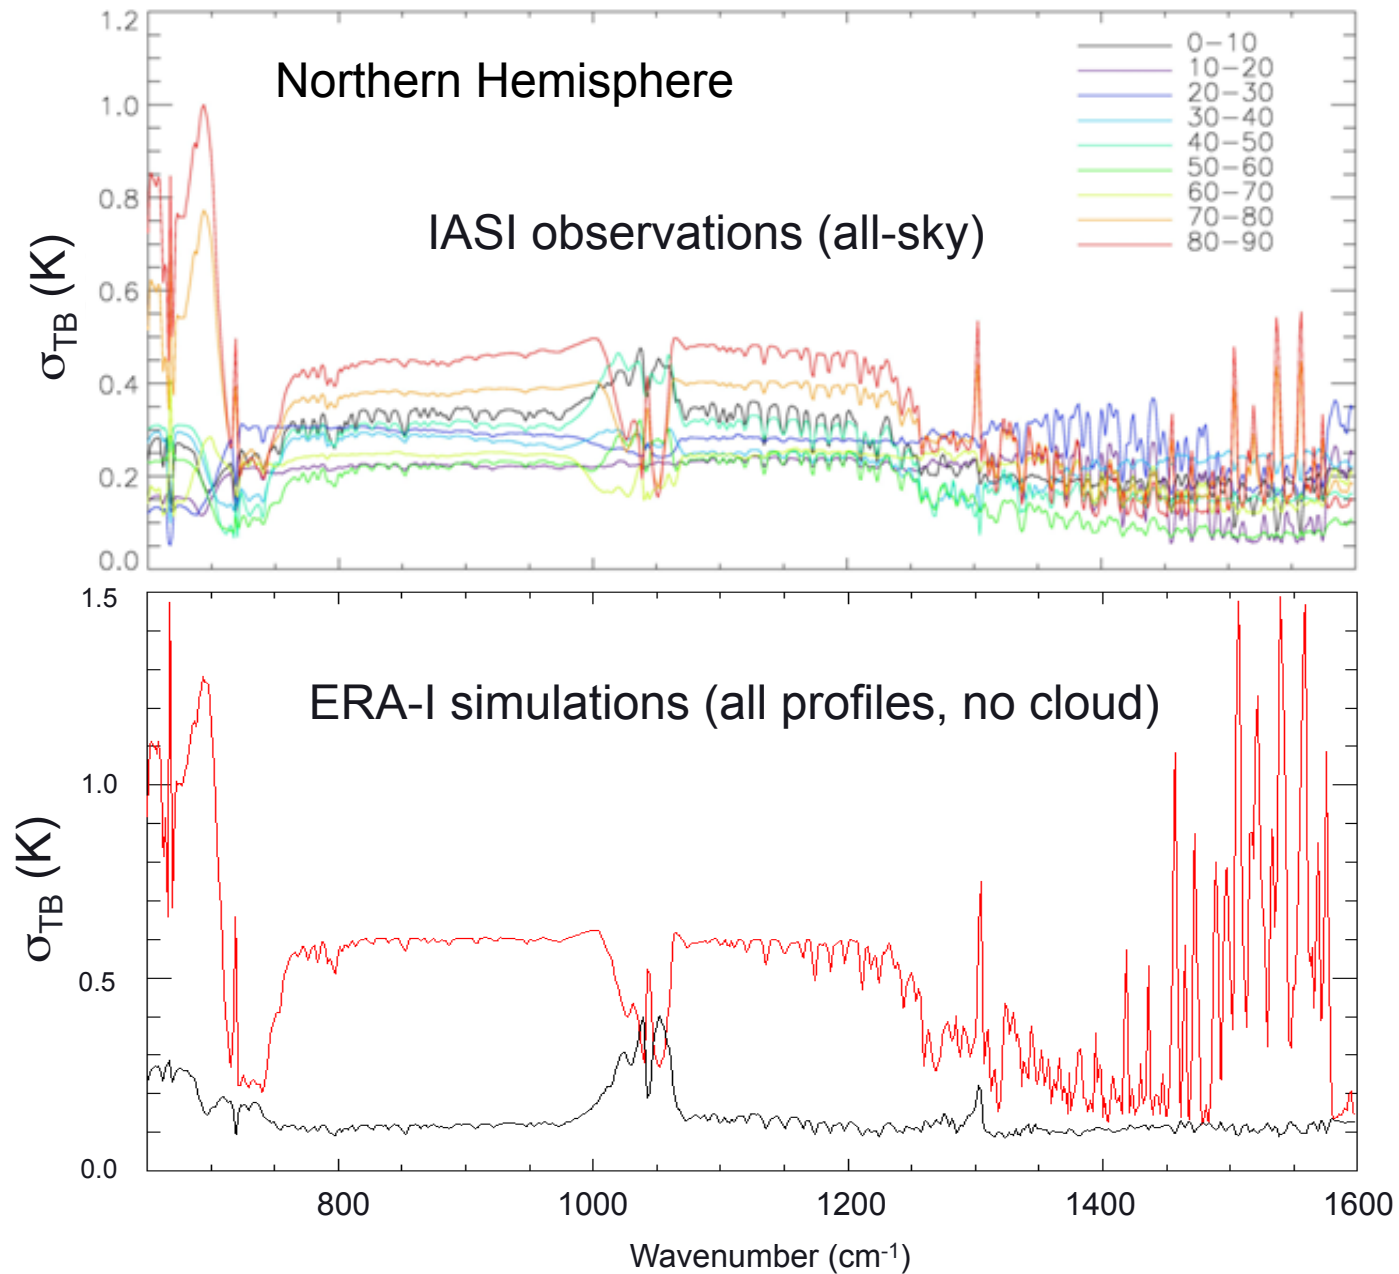 1.2
Northern Hemisphere
0-10
10-20
20-30
30-40
40-50
50-60
60-70
70-80
80-90
1.0
0.8
IASI observations (all-sky)
0.6
σTB (K)
0.4
0.2
0.0
1.5
ERA-I simulations (all profiles, no cloud)
1.0
σTB (K)
0.5
0.0
800 1000 1200 1400 1600
Wavenumber (cm-1)